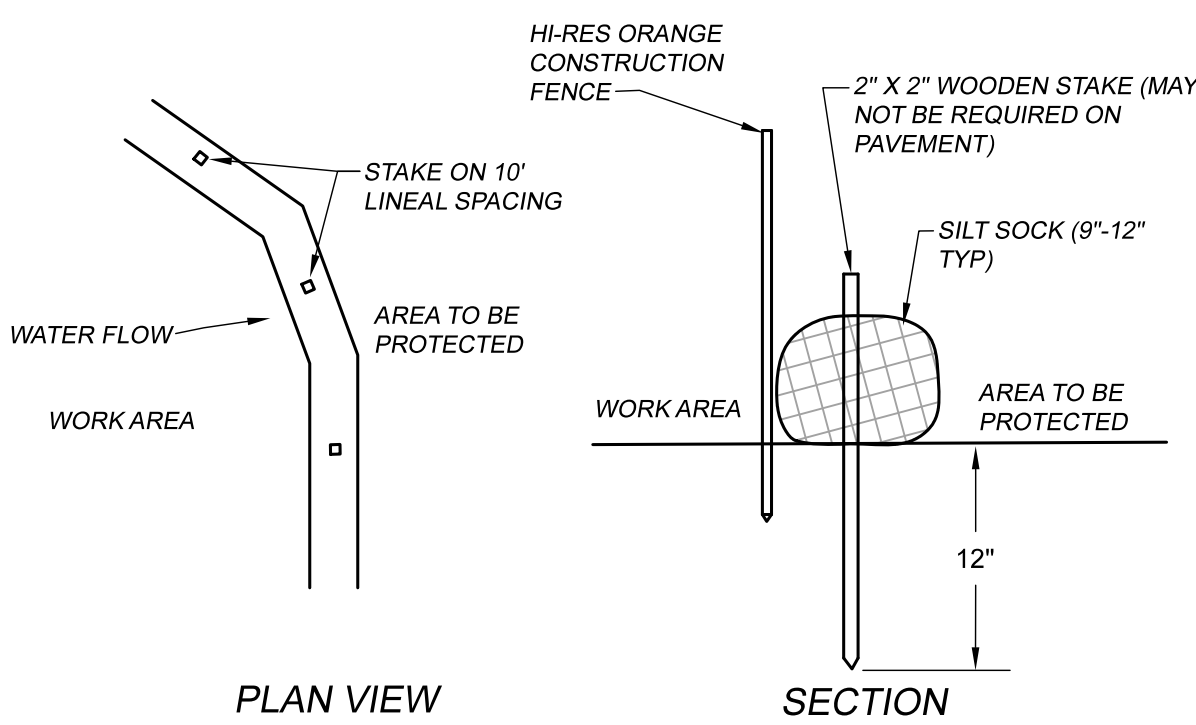 HI-RES ORANGE
CONSTRUCTION
FENCE
2" X 2" WOODEN STAKE (MAY
NOT BE REQUIRED ON
PAVEMENT)
STAKE ON 10'
LINEAL SPACING
SILT SOCK (9"-12"
TYP)
WATER FLOW
AREA TO BE
PROTECTED
WORK AREA
WORK AREA
AREA TO BE
PROTECTED
12"
PLAN VIEW
SECTION